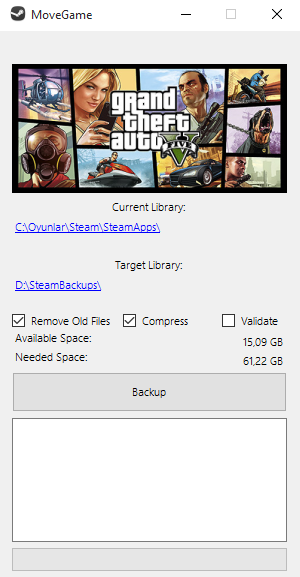 MoveGame
grand
theft
auto
FIVE
Current Library:
C:\Oyunlar\Steam\SteamApps\
Target Library:
D:\SteamBackups\
Remove Old Files
Compress
Validate
Available Space:
15,09 GB
Needed Space:
61,22 GB
Backup